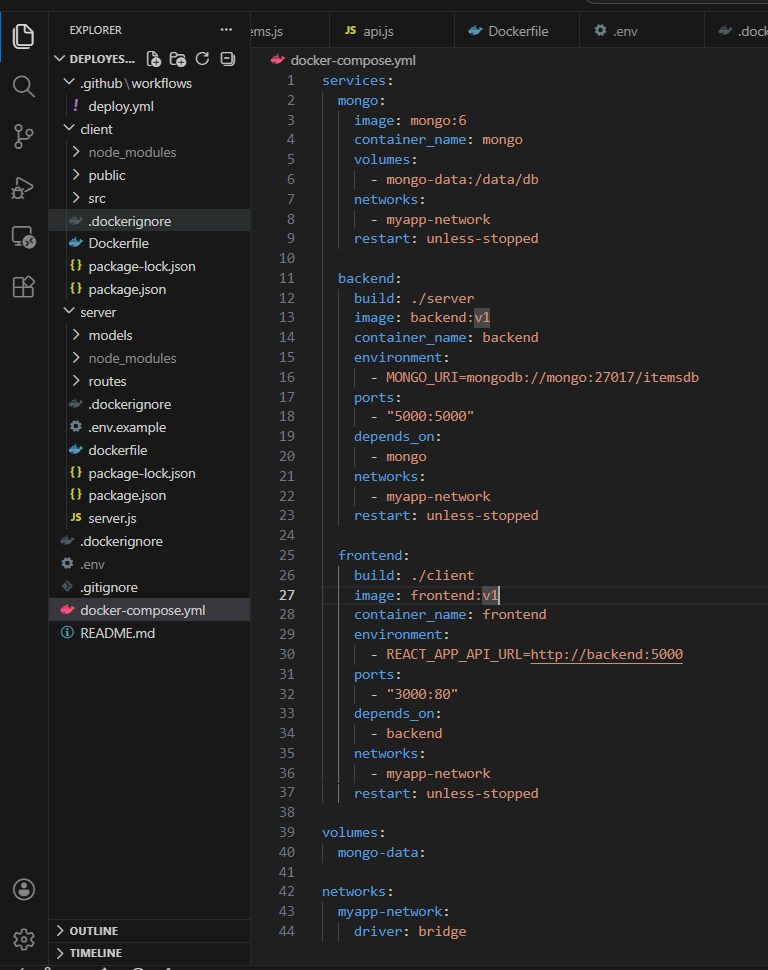 EXPLORER ...
ems.js
JS api.js
Dockerfile
.env
.dock
DEPLOYES...
docker-compose.yml
.github\workflows
! deploy.yml
client
node_modules
public
src
.dockerignore
Dockerfile
{} package-lock.json
{} package.json
server
models
node_modules
routes
.dockerignore
.env.example
dockerfile
{} package-lock.json
{} package.json
JS server.js
.dockerignore
.env
.gitignore
docker-compose.yml
README.md
OUTLINE
TIMELINE
1 services:
2 mongo:
3 image: mongo:6
4 container_name: mongo
5 volumes:
6 - mongo-data:/data/db
7 networks:
8 - myapp-network
9 restart: unless-stopped
10
11 backend:
12 build: ./server
13 image: backend:v1
14 container_name: backend
15 environment:
16 - MONGO_URI=mongodb://mongo:27017/itemsdb
17 ports:
18 - "5000:5000"
19 depends_on:
20 - mongo
21 networks:
22 - myapp-network
23 restart: unless-stopped
24
25 frontend:
26 build: ./client
27 image: frontend:v1
28 container_name: frontend
29 environment:
30 - REACT_APP_API_URL=http://backend:5000
31 ports:
32 - "3000:80"
33 depends_on:
34 - backend
35 networks:
36 - myapp-network
37 restart: unless-stopped
38
39 volumes:
40 mongo-data:
41
42 networks:
43 myapp-network:
44 driver: bridge